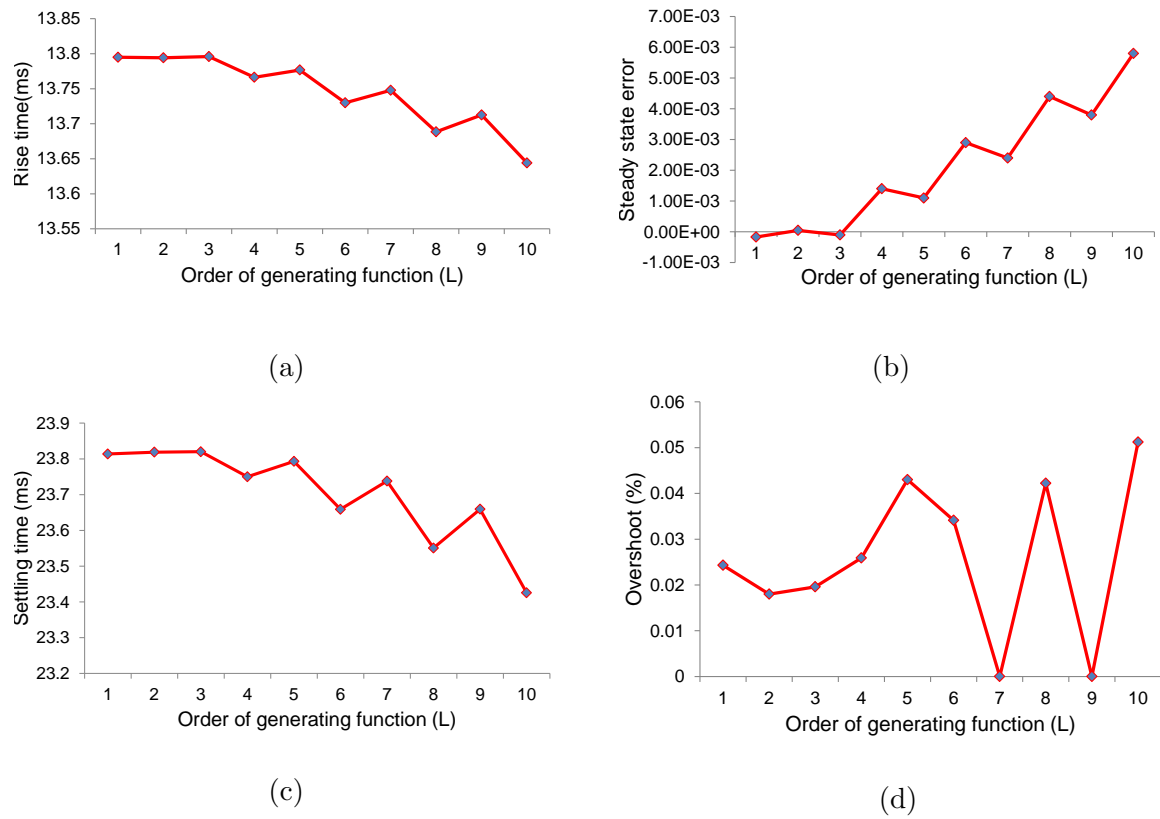 Rise time(ms)
13.85
13.8
13.75
13.7
13.65
13.6
13.55
1 2 3 4 5 6 7 8 9 10
Order of generating function (L)
(a)
Steady state error
7.00E-03
6.00E-03
5.00E-03
4.00E-03
3.00E-03
2.00E-03
1.00E-03
0.00E+00
-1.00E-03
1 2 3 4 5 6 7 8 9 10
Order of generating function (L)
(b)
Settling time (ms)
23.9
23.8
23.7
23.6
23.5
23.4
23.3
23.2
1 2 3 4 5 6 7 8 9 10
Order of generating function (L)
(c)
Overshoot (%)
0.06
0.05
0.04
0.03
0.02
0.01
0
1 2 3 4 5 6 7 8 9 10
Order of generating function (L)
(d)